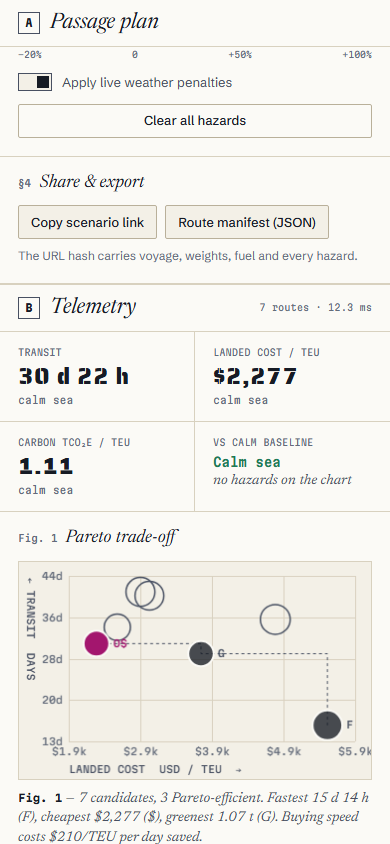 A Passage plan
-20% 0 +50% +100%
Apply live weather penalties
Clear all hazards
§4 Share & export
Copy scenario link Route manifest (JSON)
The URL hash carries voyage, weights, fuel and every hazard.
B Telemetry 7 routes · 12.3 ms
TRANSIT LANDED COST / TEU
30 d 22 h $2,277
calm sea calm sea
CARBON TCO₂E / TEU VS CALM BASELINE
1.11 Calm sea
calm sea no hazards on the chart
Fig. 1 Pareto trade-off
↑ TRANSIT DAYS
44d
36d
28d
20d
13d
G
F
$1.9k $2.9k $3.9k $4.9k $5.9k
LANDED COST USD / TEU →
Fig. 1 – 7 candidates, 3 Pareto-efficient. Fastest 15 d 14 h
(F), cheapest $2,277 ($), greenest 1.07 t (G). Buying speed
costs $210/TEU per day saved.